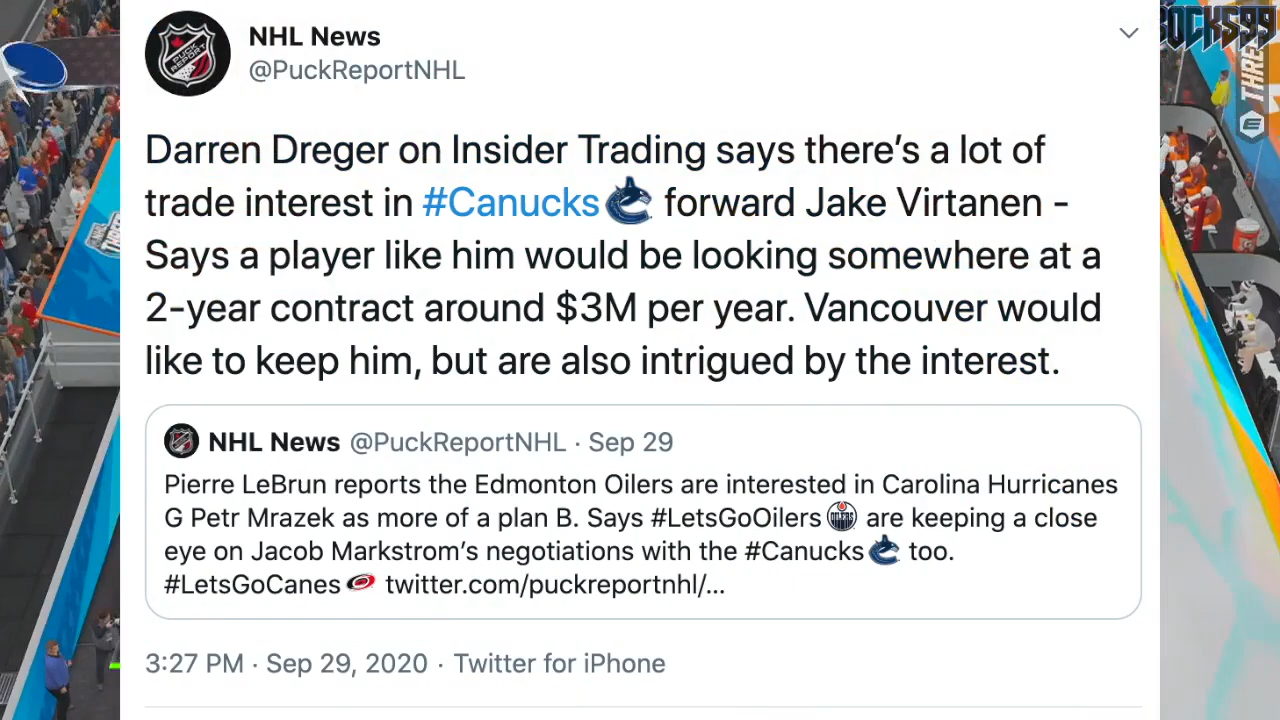 NHL News
@PuckReportNHL
Darren Dreger on Insider Trading says there’s a lot of
trade interest in #Canucks forward Jake Virtanen -
Says a player like him would be looking somewhere at a
2-year contract around $3M per year. Vancouver would
like to keep him, but are also intrigued by the interest.
NHL News @PuckReportNHL · Sep 29
Pierre LeBrun reports the Edmonton Oilers are interested in Carolina Hurricanes
G Petr Mrazek as more of a plan B. Says #LetsGoOilers are keeping a close
eye on Jacob Markstrom’s negotiations with the #Canucks too.
#LetsGoCanes twitter.com/puckreportnhl/...
3:27 PM · Sep 29, 2020 · Twitter for iPhone
PUCK
REPORT
OILERS